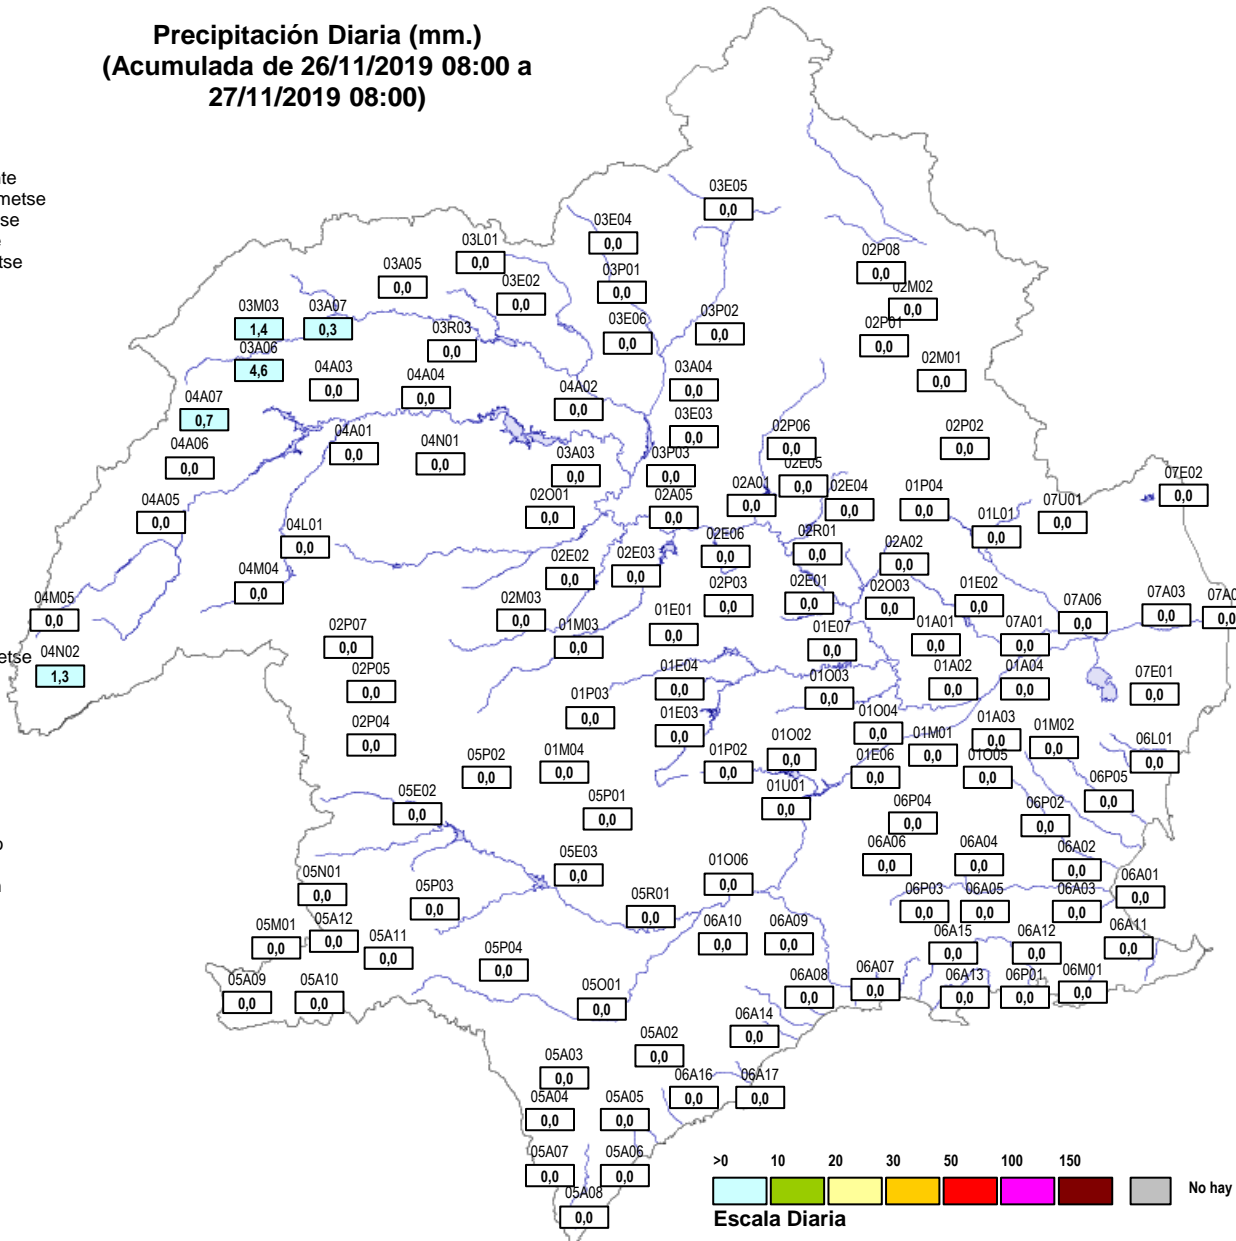 Precipitación Diaria (mm.)
(Acumulada de 26/11/2019 08:00 a
27/11/2019 08:00)
03E05
0,0
03E04
0,0
03L01
0,0
03A05
0,0
03E02
0,0
03P01
0,0
02P08
0,0
02M02
0,0
03M03
1,4
03A07
0,3
03R03
0,0
03E06
0,0
03P02
0,0
02P01
0,0
03A06
4,6
04A03
0,0
04A04
0,0
04A02
0,0
03A04
0,0
02M01
0,0
04A07
0,7
03E03
0,0
04A06
0,0
04A01
0,0
04N01
0,0
03A03
0,0
03P03
0,0
02P06
0,0
02P02
0,0
02E05
0,0
04A05
0,0
02O01
0,0
02A05
0,0
02A01
0,0
02E04
0,0
01P04
0,0
07E02
0,0
07U01
0,0
01L01
0,0
04L01
0,0
02E06
0,0
02R01
0,0
02A02
0,0
04M04
0,0
02E02
0,0
02E03
0,0
02P03
0,0
02E01
0,0
02O03
0,0
01E02
0,0
04M05
0,0
02M03
0,0
07A06
0,0
07A03
0,0
07A0
0,0
02P07
0,0
01M03
0,0
01E01
0,0
01E07
0,0
01A01
0,0
07A01
0,0
04N02
1,3
02P05
0,0
01E04
0,0
01O03
0,0
01A02
0,0
01A04
0,0
07E01
0,0
02P04
0,0
01P03
0,0
01E03
0,0
01O04
0,0
01M01
0,0
01A03
0,0
01M02
0,0
06L01
0,0
05P02
0,0
01M04
0,0
01P02
0,0
01O02
0,0
01E06
0,0
01O05
0,0
05E02
0,0
05P01
0,0
01U01
0,0
06P04
0,0
06P02
0,0
06P05
0,0
05E03
0,0
01O06
0,0
06A06
0,0
06A04
0,0
06A02
0,0
05N01
0,0
05P03
0,0
05R01
0,0
06P03
0,0
06A05
0,0
06A03
0,0
06A01
0,0
05M01
0,0
05A12
0,0
05A11
0,0
05P04
0,0
06A10
0,0
06A09
0,0
06A15
0,0
06A12
0,0
06A11
0,0
05A09
0,0
05A10
0,0
05O01
0,0
06A08
0,0
06A07
0,0
06A13
0,0
06P01
0,0
06M01
0,0
05A02
0,0
06A14
0,0
05A03
0,0
06A16
0,0
06A17
0,0
05A04
0,0
05A05
0,0
05A07
0,0
05A06
0,0
05A08
0,0
>0 10 20 30 50 100 150
No hay
Escala Diaria